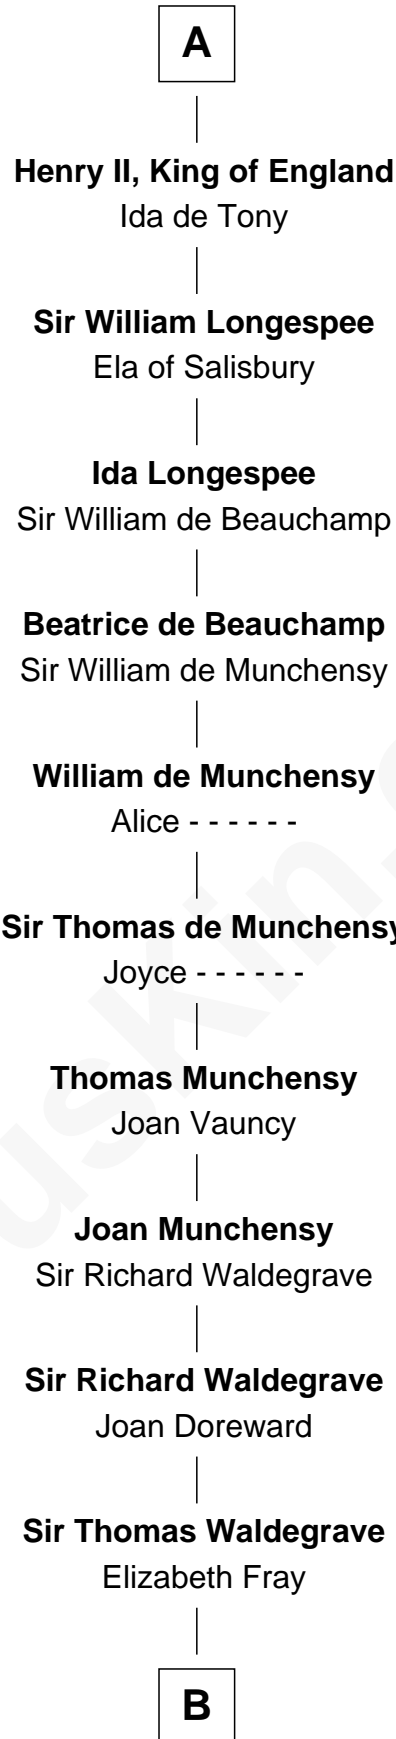 A
Henry II, King of England
Ida de Tony
Sir William Longespee
Ela of Salisbury
Ida Longespee
Sir William de Beauchamp
Beatrice de Beauchamp
Sir William de Munchensy
William de Munchensy
Alice - - - - - -
Sir Thomas de Munchensy
Joyce - - - - - -
Thomas Munchensy
Joan Vauncy
Joan Munchensy
Sir Richard Waldegrave
Sir Richard Waldegrave
Joan Doreward
Sir Thomas Waldegrave
Elizabeth Fray
B